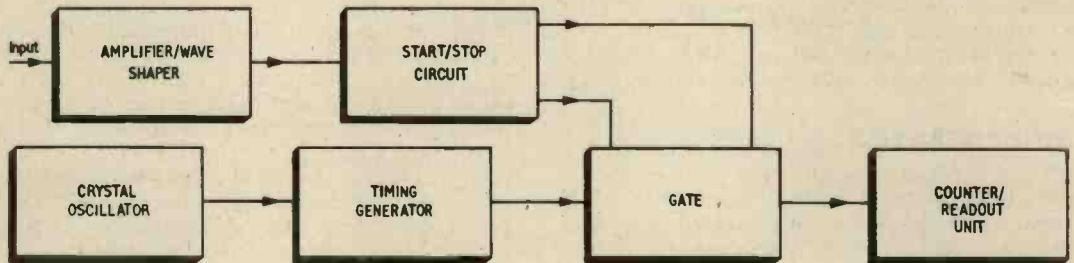 Input
AMPLIFIER/WAVE
SHAPER
START/STOP
CIRCUIT
CRYSTAL
OSCILLATOR
TIMING
GENERATOR
GATE
COUNTER/
READOUT
UNIT